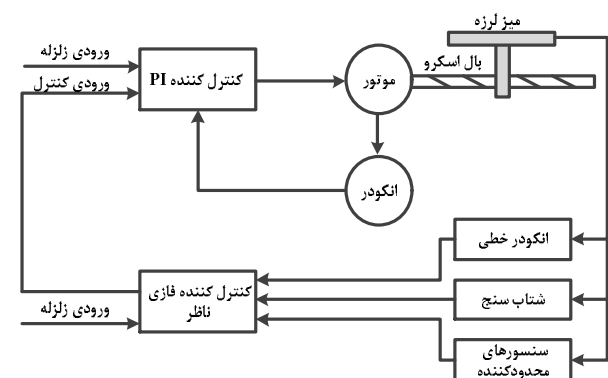 میز لرزه
ورودی زلزله
کنترل کننده PI
موتور
بال اسکرو
ورودی کنترل
انکودر
انکودر خطی
کنترل کننده فازی
ناظر
شتاب سنج
ورودی زلزله
سنسورهای
محدودکننده